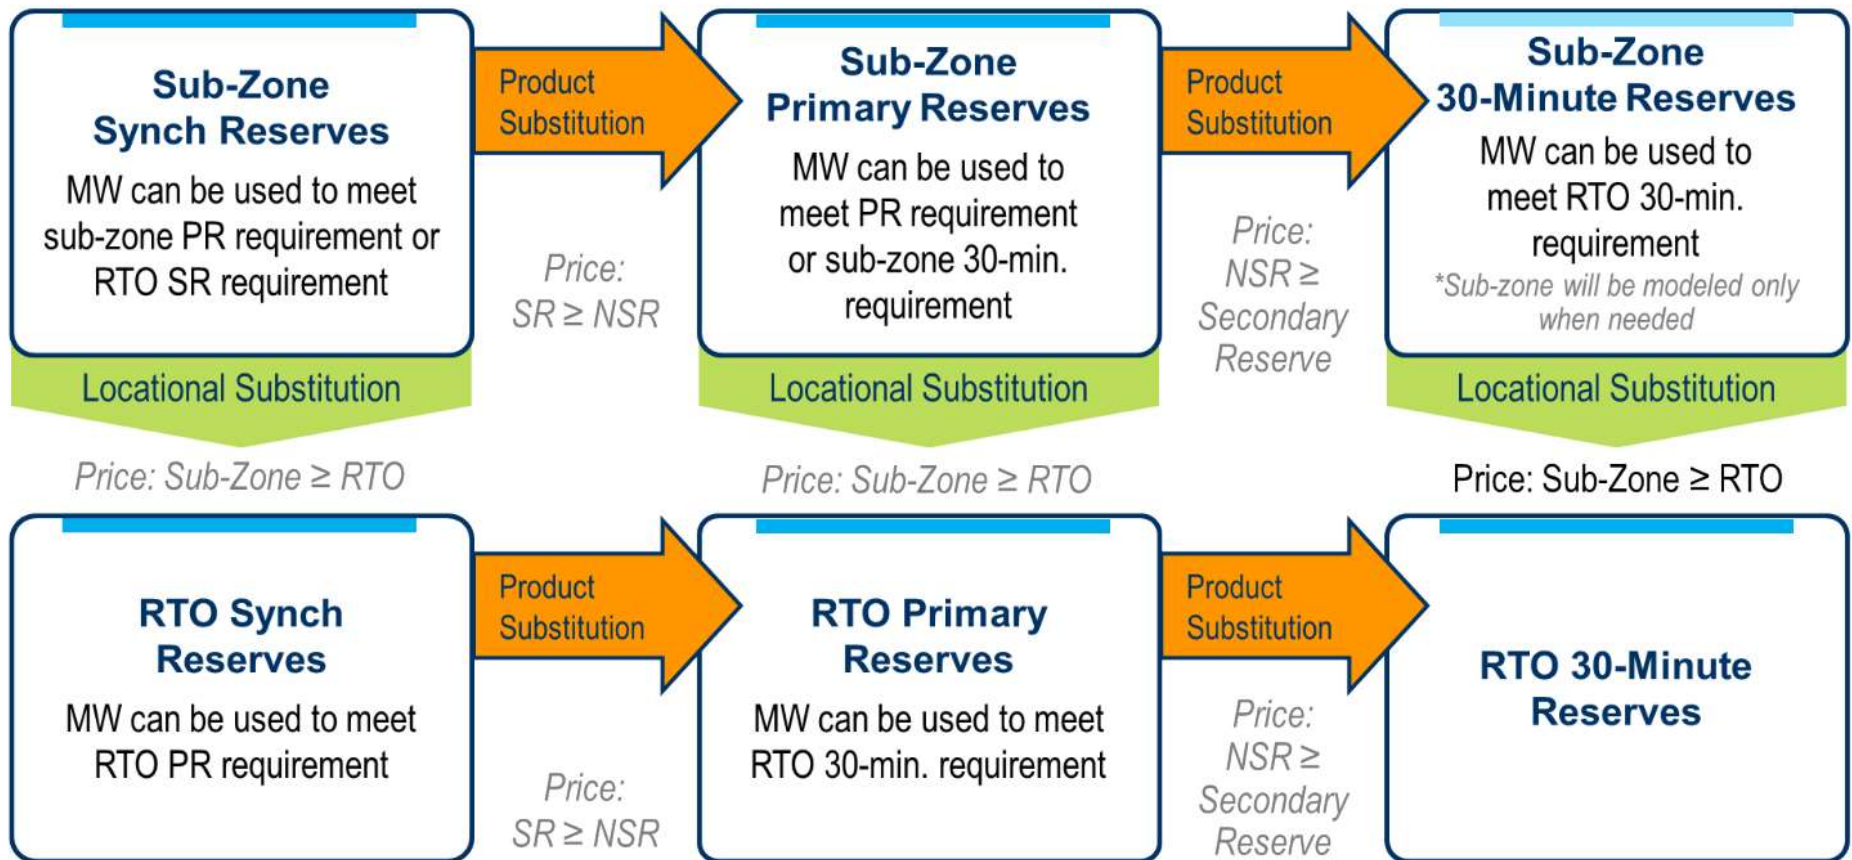 Sub-Zone
Synch Reserves
MW can be used to meet
sub-zone PR requirement or
RTO SR requirement
Product
Substitution
Price:
SR ≥ NSR
Sub-Zone
Primary Reserves
MW can be used to
meet PR requirement
or sub-zone 30-min.
requirement
Product
Substitution
Price:
NSR ≥
Secondary
Reserve
Sub-Zone
30-Minute Reserves
MW can be used to
meet RTO 30-min.
requirement
*Sub-zone will be modeled only
when needed
Locational Substitution
Locational Substitution
Locational Substitution
Price: Sub-Zone ≥ RTO
Price: Sub-Zone ≥ RTO
Price: Sub-Zone ≥ RTO
RTO Synch
Reserves
MW can be used to meet
RTO PR requirement
Product
Substitution
Price:
SR ≥ NSR
RTO Primary
Reserves
MW can be used to meet
RTO 30-min. requirement
Product
Substitution
Price:
NSR ≥
Secondary
Reserve
RTO 30-Minute
Reserves